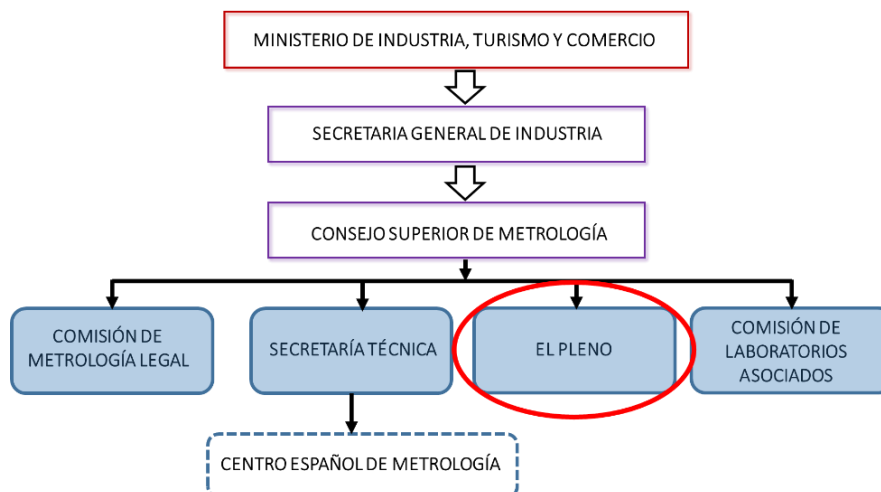 MINISTERIO DE INDUSTRIA, TURISMO Y COMERCIO
SECRETARIA GENERAL DE INDUSTRIA
CONSEJO SUPERIOR DE METROLOGÍA
COMISIÓN DE
METROLOGÍA LEGAL
SECRETARÍA TÉCNICA
EL PLENO
COMISIÓN DE
LABORATORIOS
ASOCIADOS
CENTRO ESPAÑOL DE METROLOGÍA